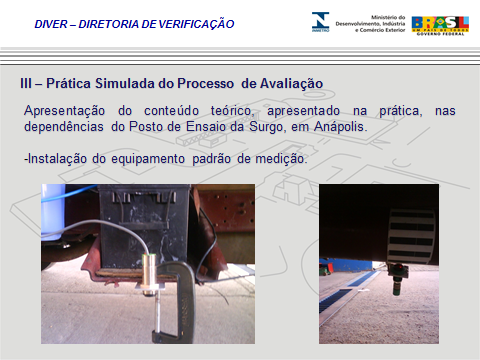 DIVER – DIRETORIA DE VERIFICAÇÃO
INMETRO
Ministério do
Desenvolvimento, Indústria
e Comércio Exterior
BRASIL
UM PAÍS DE TODOS
GOVERNO FEDERAL
III – Prática Simulada do Processo de Avaliação
Apresentação do conteúdo teórico, apresentado na prática, nas
dependências do Posto de Ensaio da Surgo, em Anápolis.
-Instalação do equipamento padrão de medição.